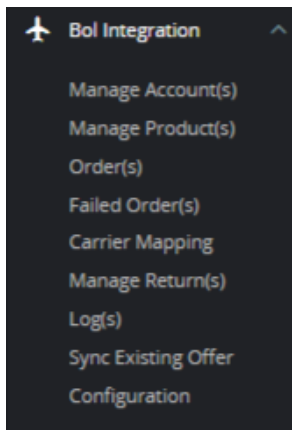 Bol Integration
Manage Account(s)
Manage Product(s)
Order(s)
Failed Order(s)
Carrier Mapping
Manage Return(s)
Log(s)
Sync Existing Offer
Configuration